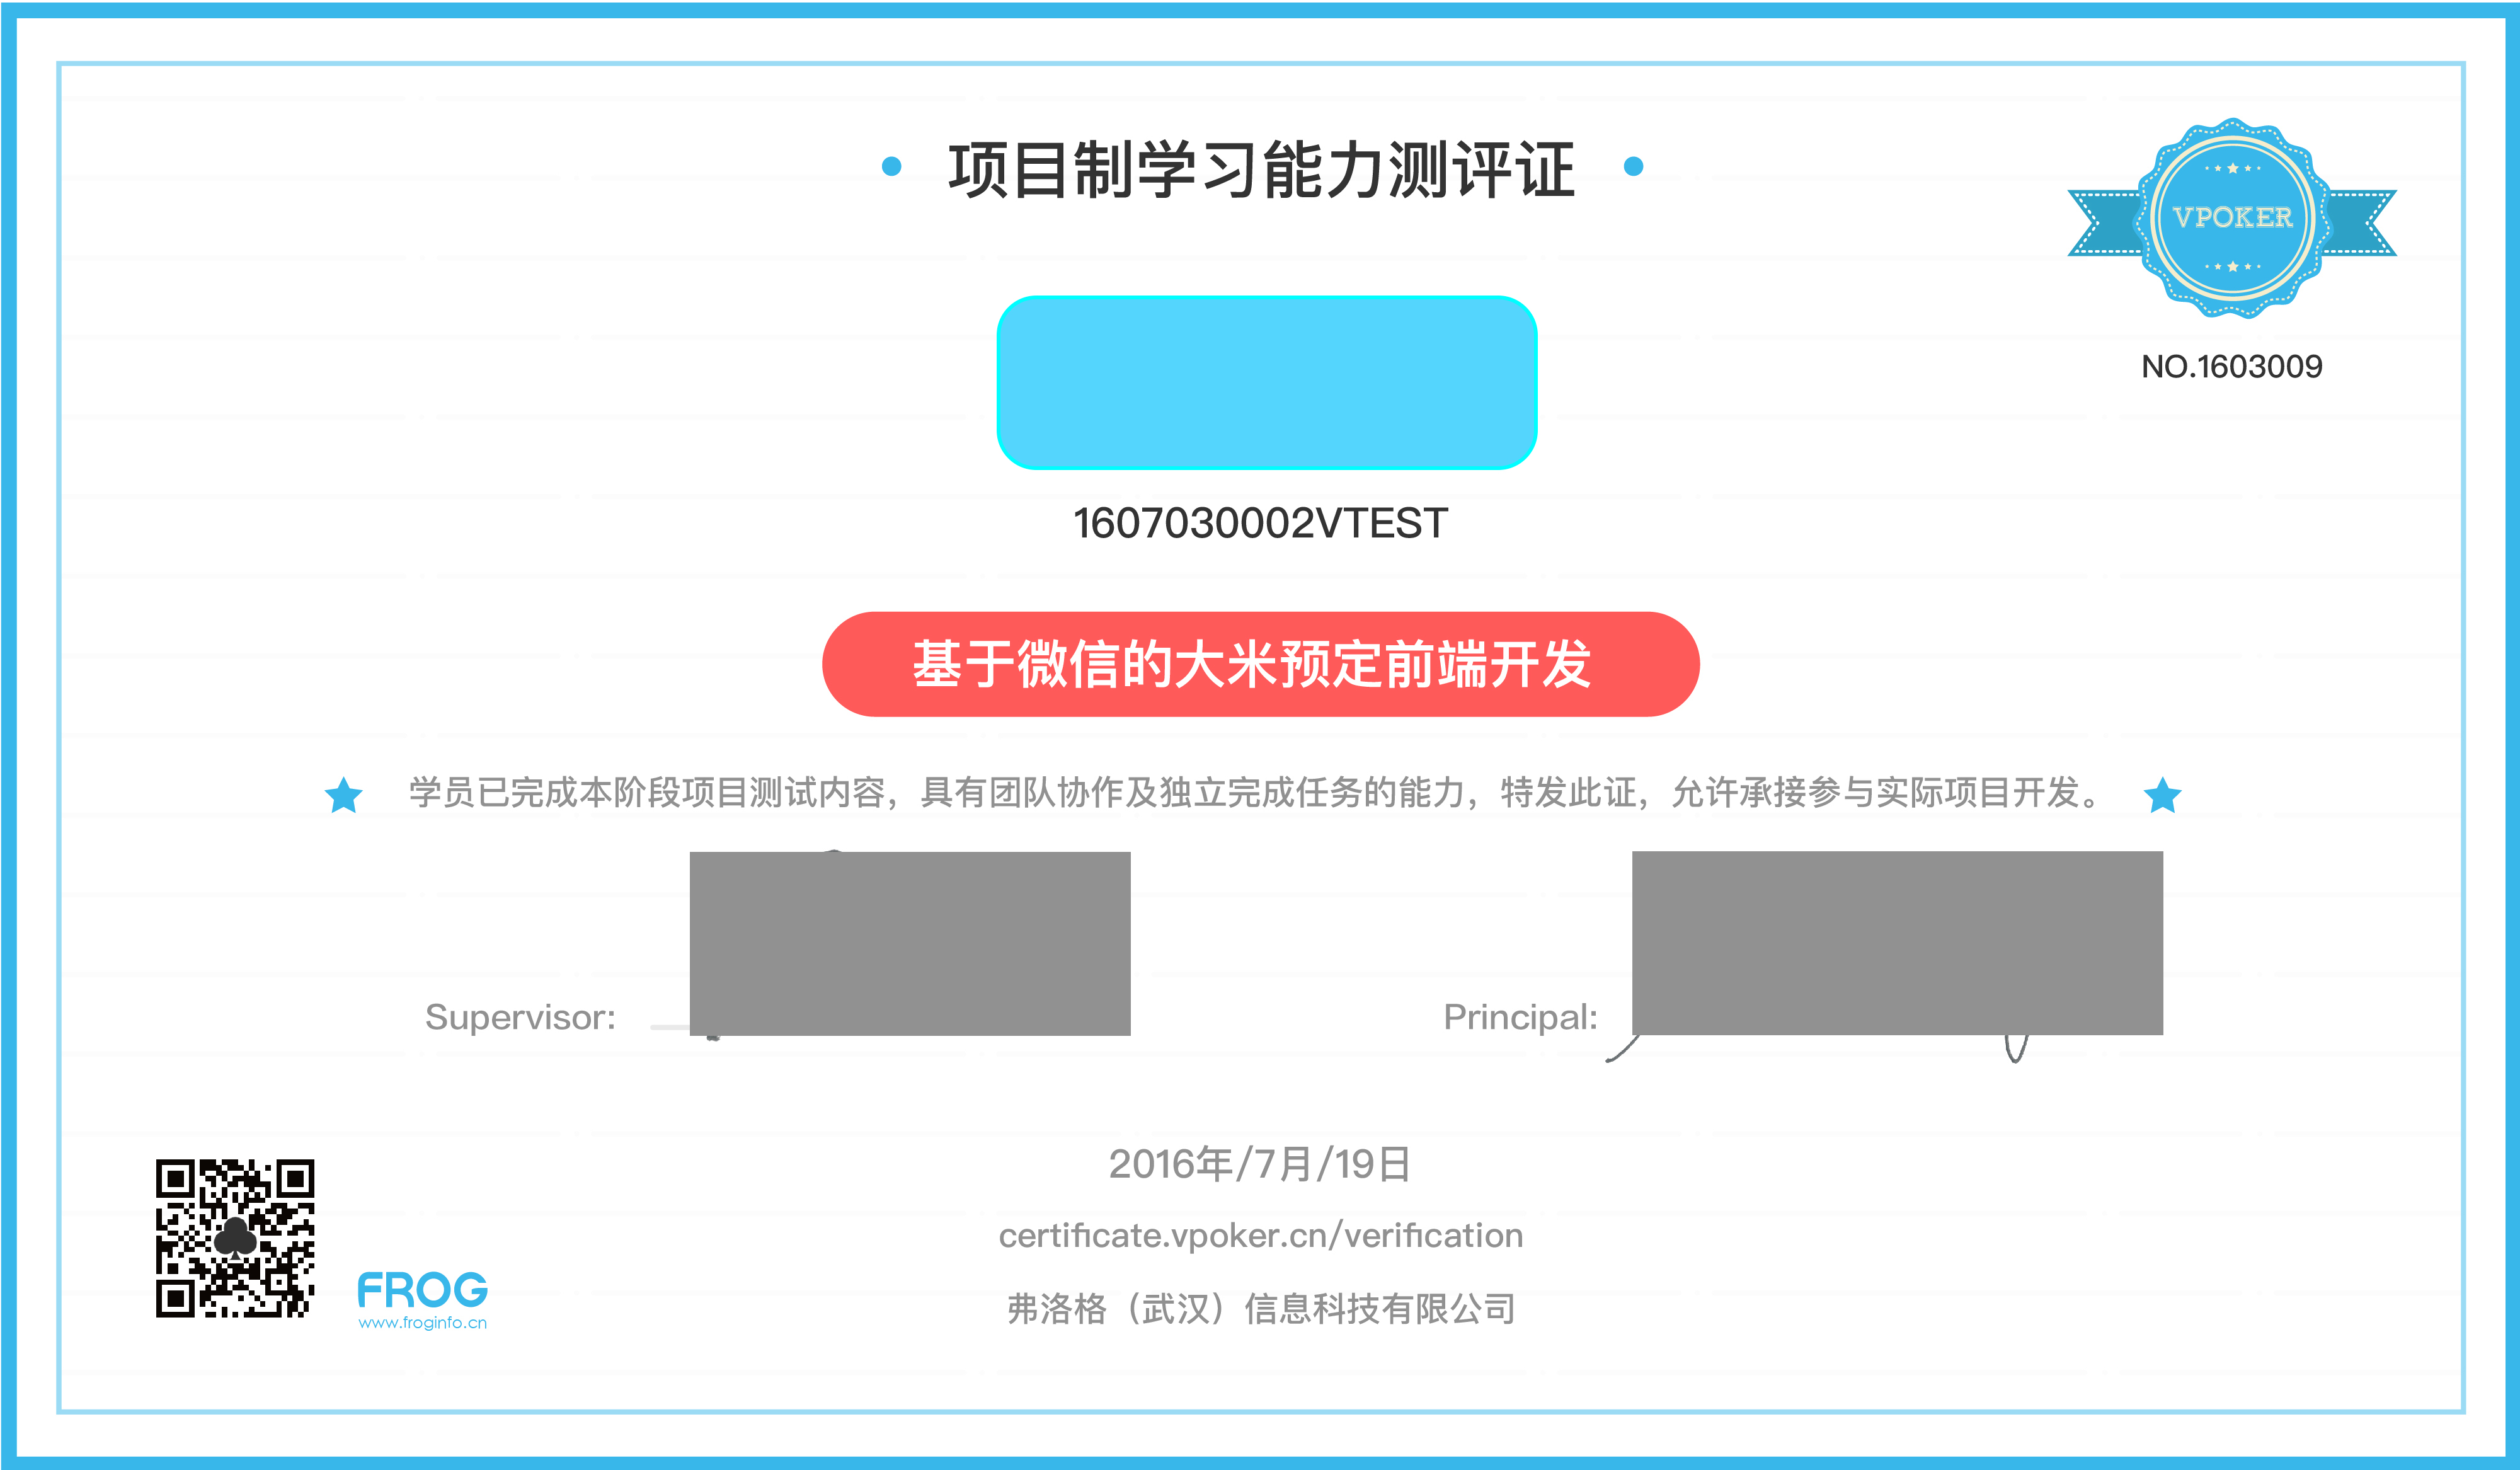 项目制学习能力测评证
VPOKER
NO.1603009
1607030002VTEST
基于微信的大米预定前端开发
学员已完成本阶段项目测试内容，具有团队协作及独立完成任务的能力，特发此证，允许承接参与实际项目开发。
Supervisor:
Principal:
2016年/7月/19日
certificate.vpoker.cn/verification
弗洛格（武汉）信息科技有限公司
FROG
www.froginfo.cn